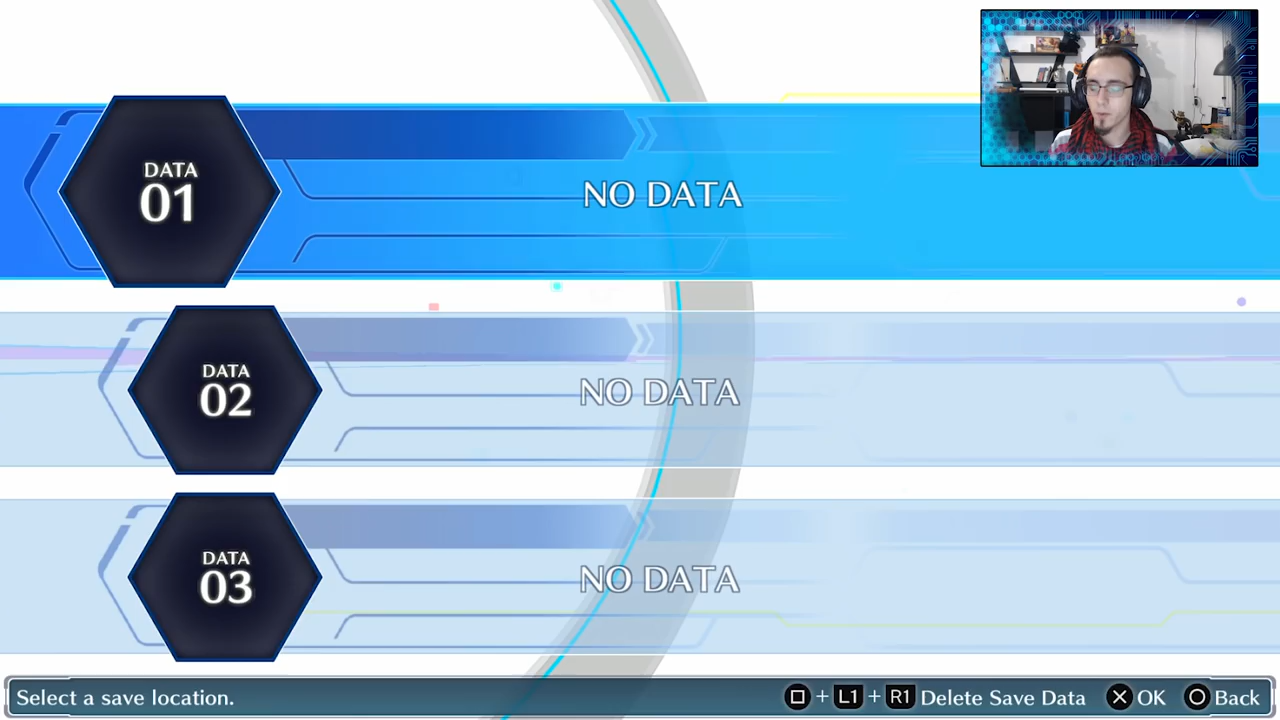 DATA
01
NO DATA
DATA
02
NO DATA
DATA
03
NO DATA
Select a save location.
+ L1 + R1 Delete Save Data OK Back